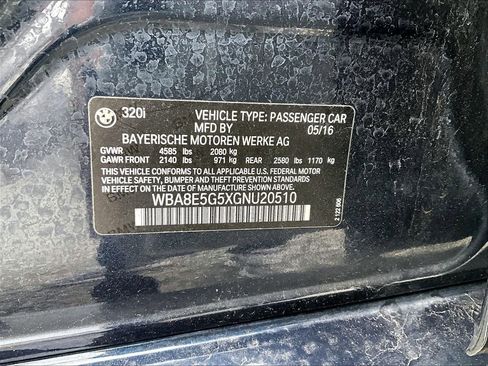 320i VEHICLE TYPE: PASSENGER CAR
MFD BY 05/16
BAYERISCHE MOTOREN WERKE AG
GVWR 4585 lbs 2080 kg
GAWR FRONT 2140 lbs 971 kg REAR 2580 lbs 1170 kg
THIS VEHICLE CONFORMS TO ALL APPLICABLE U.S. FEDERAL MOTOR
VEHICLE SAFETY, BUMPER AND THEFT PREVENTION STANDARDS
IN EFFECT ON THE DATE OF MANUFACTURE SHOWN ABOVE.
WBA8E5G5XGNU20510